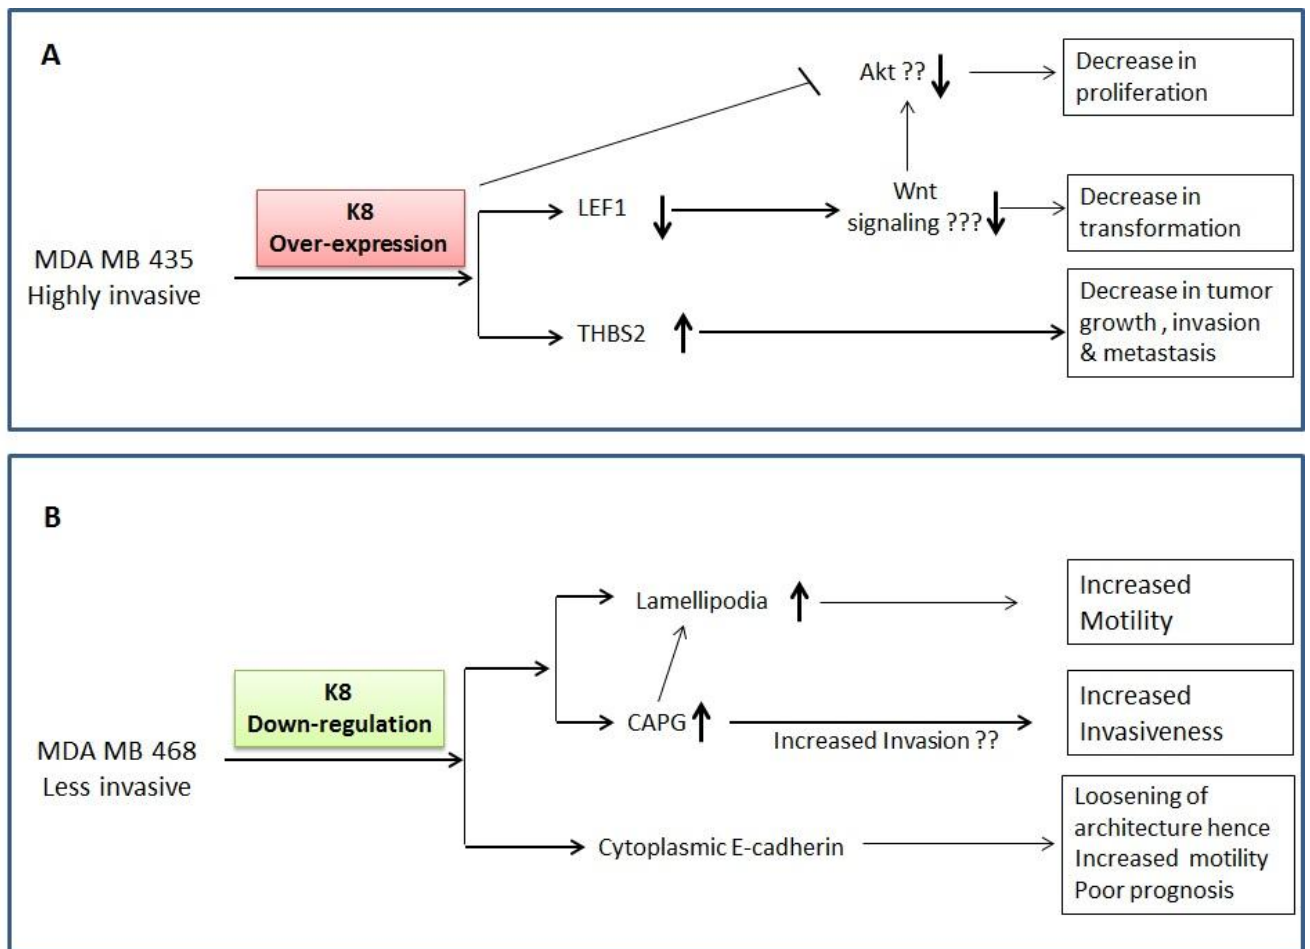 A
Akt ??
Decrease in
proliferation
K8
Over-expression
LEF1
Wnt
signaling ???
Decrease in
transformation
MDA MB 435
Highly invasive
THBS2
Decrease in tumor
growth , invasion
& metastasis
B
Lamellipodia
Increased
Motility
K8
Down-regulation
CAPG
Increased Invasion ??
Increased
Invasiveness
MDA MB 468
Less invasive
Cytoplasmic E-cadherin
Loosening of
architecture hence
Increased motility
Poor prognosis